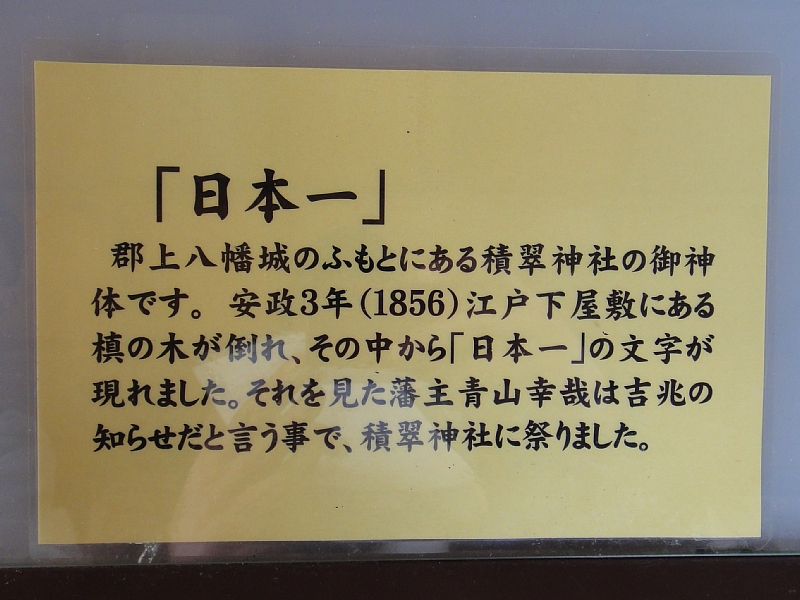 「日本一」
郡上八幡城のふもとにある積翠神社の御神
体です。安政3年(1856)江戸下屋敷にある
槙の木が倒れ、その中から「日本一」の文字が
現れました。それを見た藩主青山幸哉は吉兆の
知らせだと言う事で、積翠神社に祭りました。